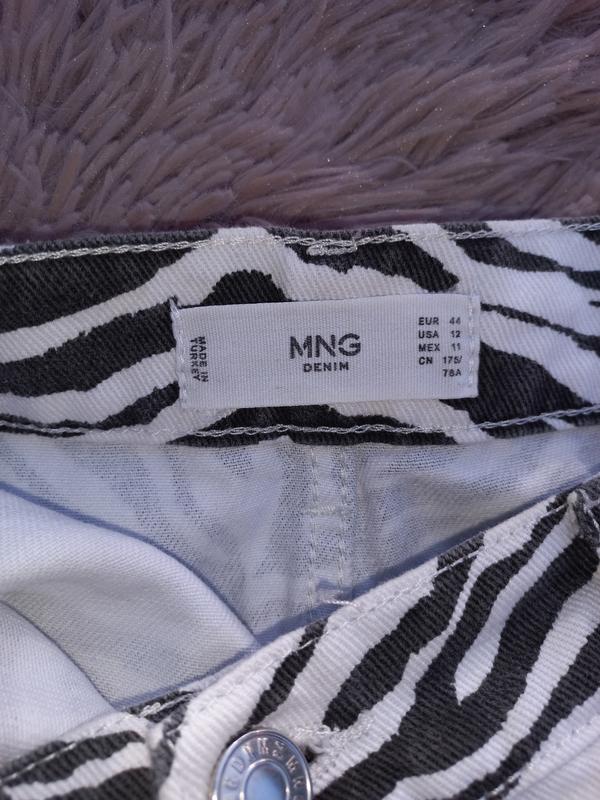 MADE IN
TURKEY
MNG
DENIM
EUR 44
USA 12
MEX 11
CN 175/
78A